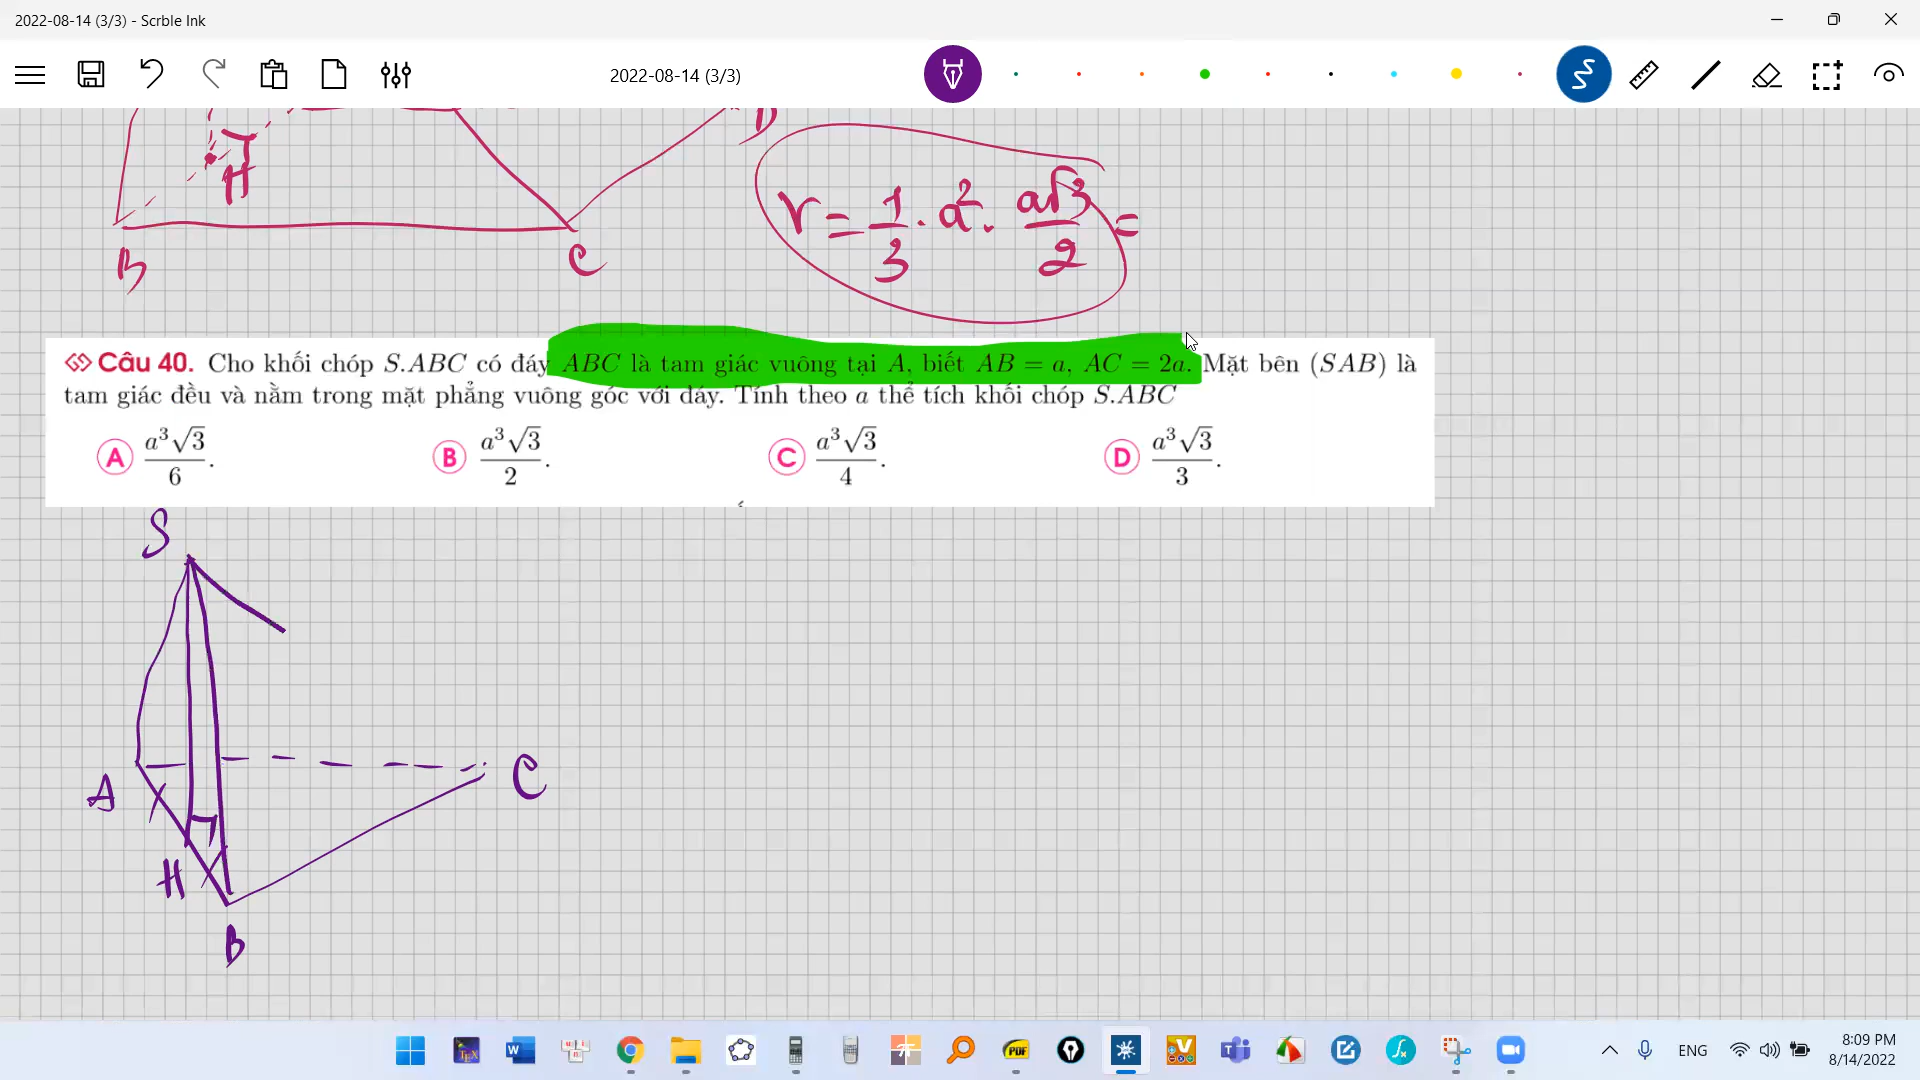 2022-08-14 (3/3) - Scrble Ink
2022-08-14 (3/3)
D
H
B
C
V = 1/3 . a² . a√3/2 =
Câu 40. Cho khối chóp S.ABC có đáy ABC là tam giác vuông tại A, biết AB = a, AC = 2a. Mặt bên (SAB) là
tam giác đều và nằm trong mặt phẳng vuông góc với đáy. Tính theo a thể tích khối chóp S.ABC
A a³√3/6. B a³√3/2. C a³√3/4. D a³√3/3.
S
A
C
H
B
ENG
8:09 PM
8/14/2022